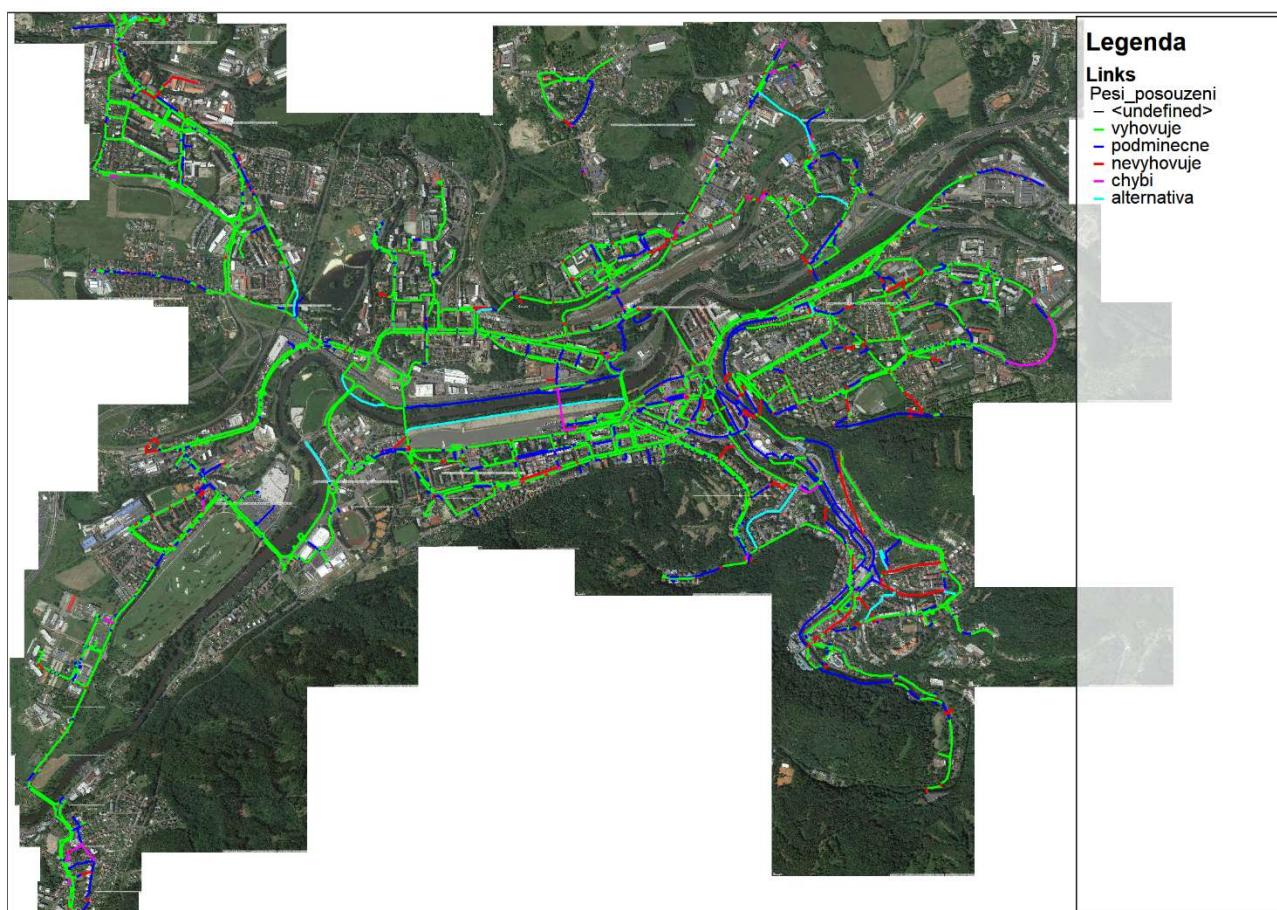 Legenda
Links
Pesi_posouzeni
<undefined>
vyhovuje
podminecne
nevyhovuje
chybi
alternativa